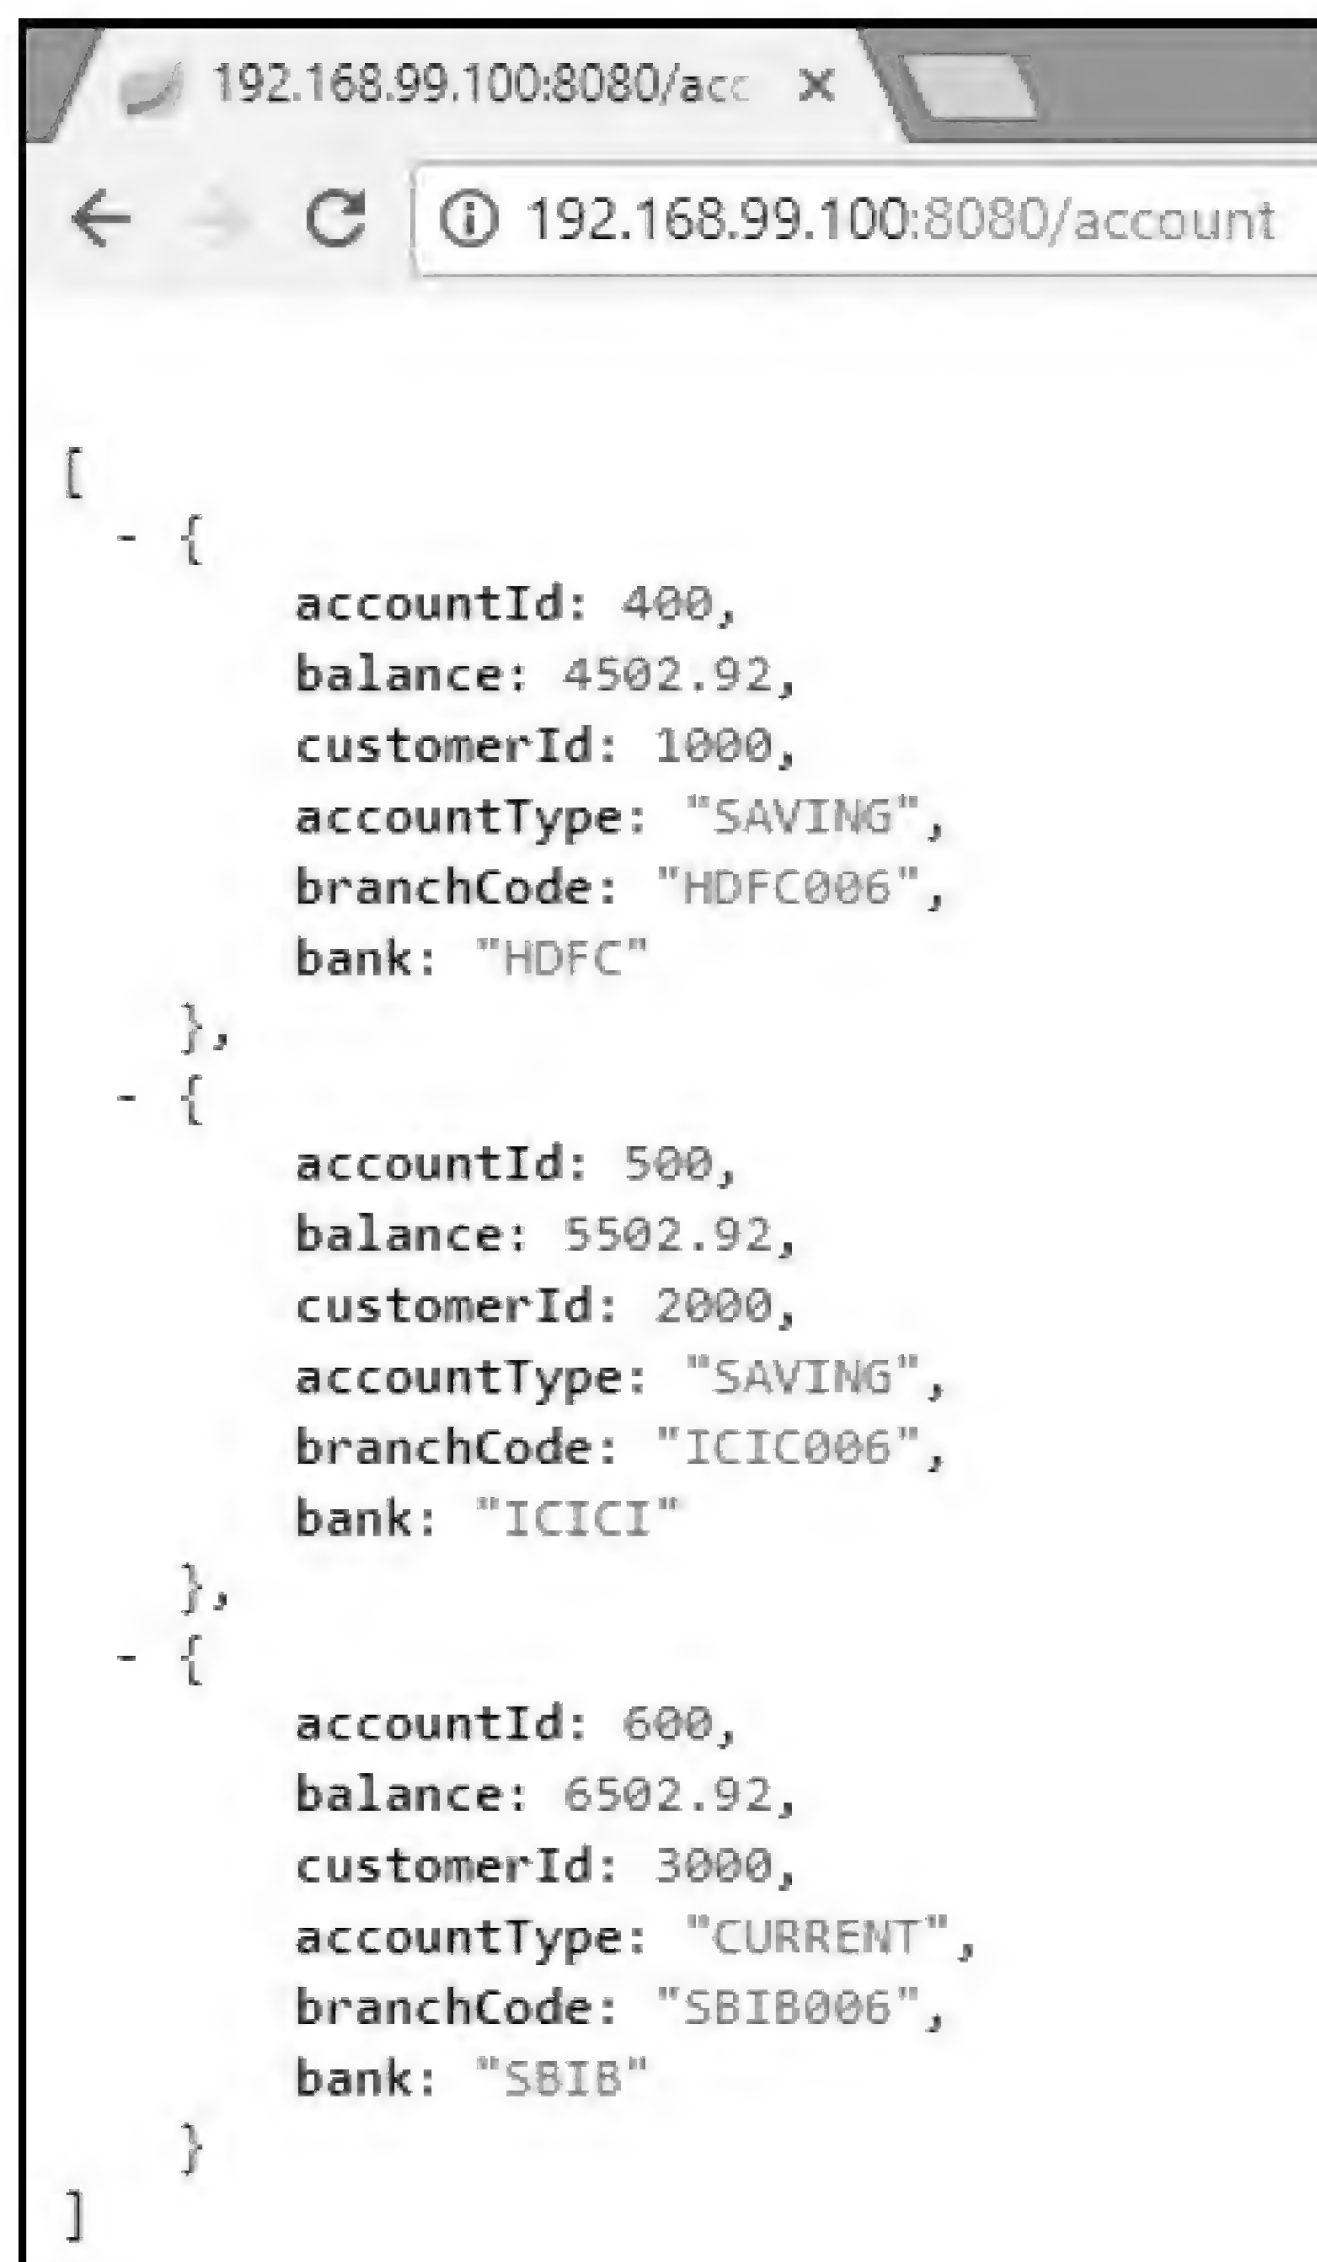 192.168.99.100:8080/acc
192.168.99.100:8080/account
[
- {
accountId: 400,
balance: 4502.92,
customerId: 1000,
accountType: "SAVING",
branchCode: "HDFC006",
bank: "HDFC"
},
- {
accountId: 500,
balance: 5502.92,
customerId: 2000,
accountType: "SAVING",
branchCode: "ICIC006",
bank: "ICICI"
},
- {
accountId: 600,
balance: 6502.92,
customerId: 3000,
accountType: "CURRENT",
branchCode: "SBIB006",
bank: "SBIB"
}
]